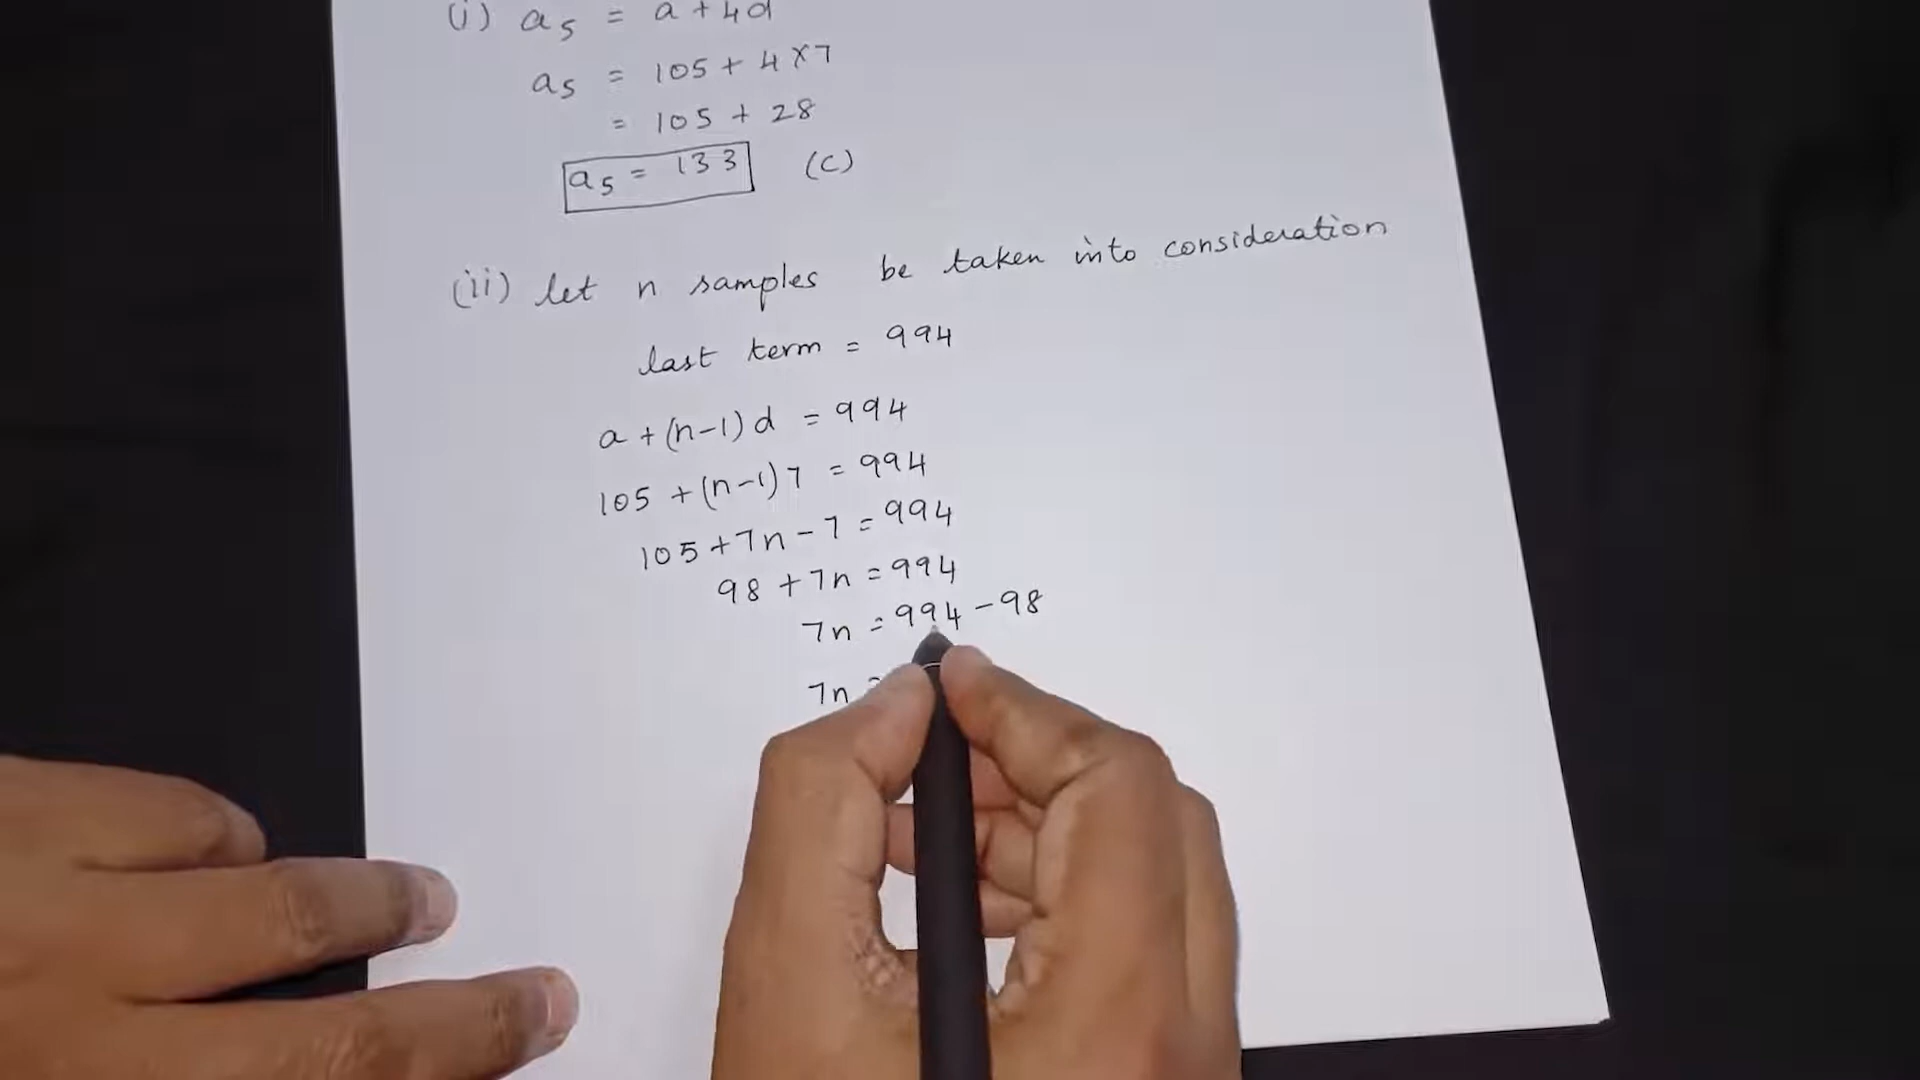 (i) a5 = a + 4d
a5 = 105 + 4×7
= 105 + 28
a5 = 133 (C)
(ii) let n samples be taken into consideration
last term = 994
a + (n-1)d = 994
105 + (n-1)7 = 994
105 + 7n - 7 = 994
98 + 7n = 994
7n = 994 - 98
7n =